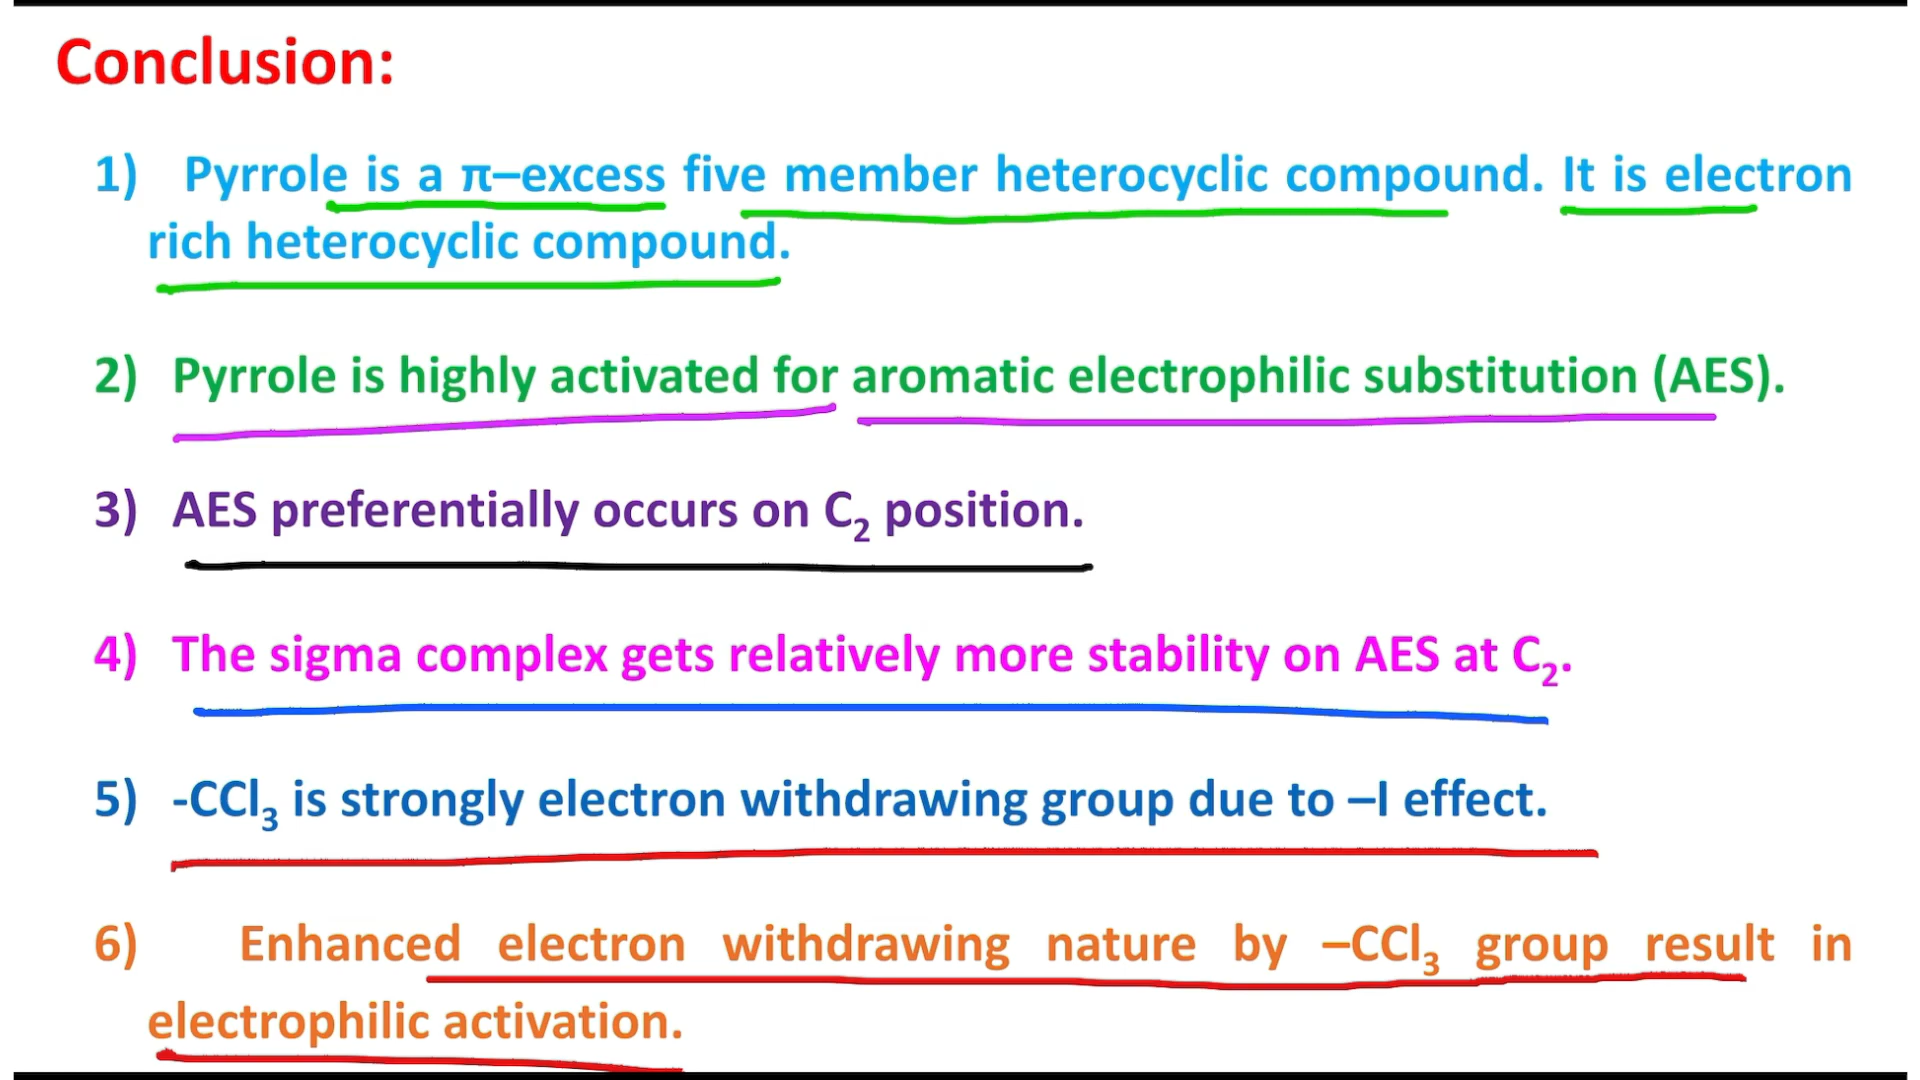 Conclusion:
1) Pyrrole is a π–excess five member heterocyclic compound. It is electron
rich heterocyclic compound.
2) Pyrrole is highly activated for aromatic electrophilic substitution (AES).
3) AES preferentially occurs on C₂ position.
4) The sigma complex gets relatively more stability on AES at C₂.
5) -CCl₃ is strongly electron withdrawing group due to –I effect.
6) Enhanced electron withdrawing nature by –CCl₃ group result in
electrophilic activation.